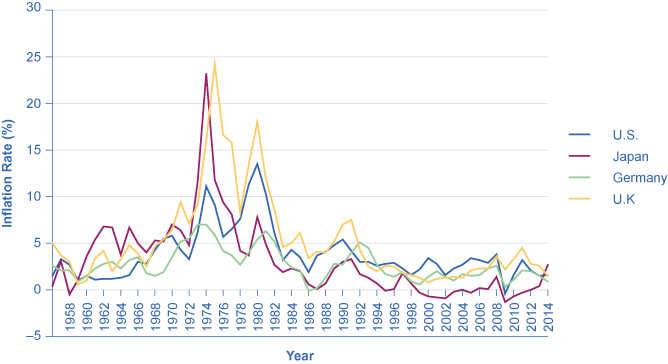 30
25
20
15
10
5
0
–5
Inflation Rate (%)
1958 1960 1962 1964 1966 1968 1970 1972 1974 1976 1978 1980 1982 1984 1986 1988 1990 1992 1994 1996 1998 2000 2002 2004 2006 2008 2010 2012 2014
Year
U.S.
Japan
Germany
U.K